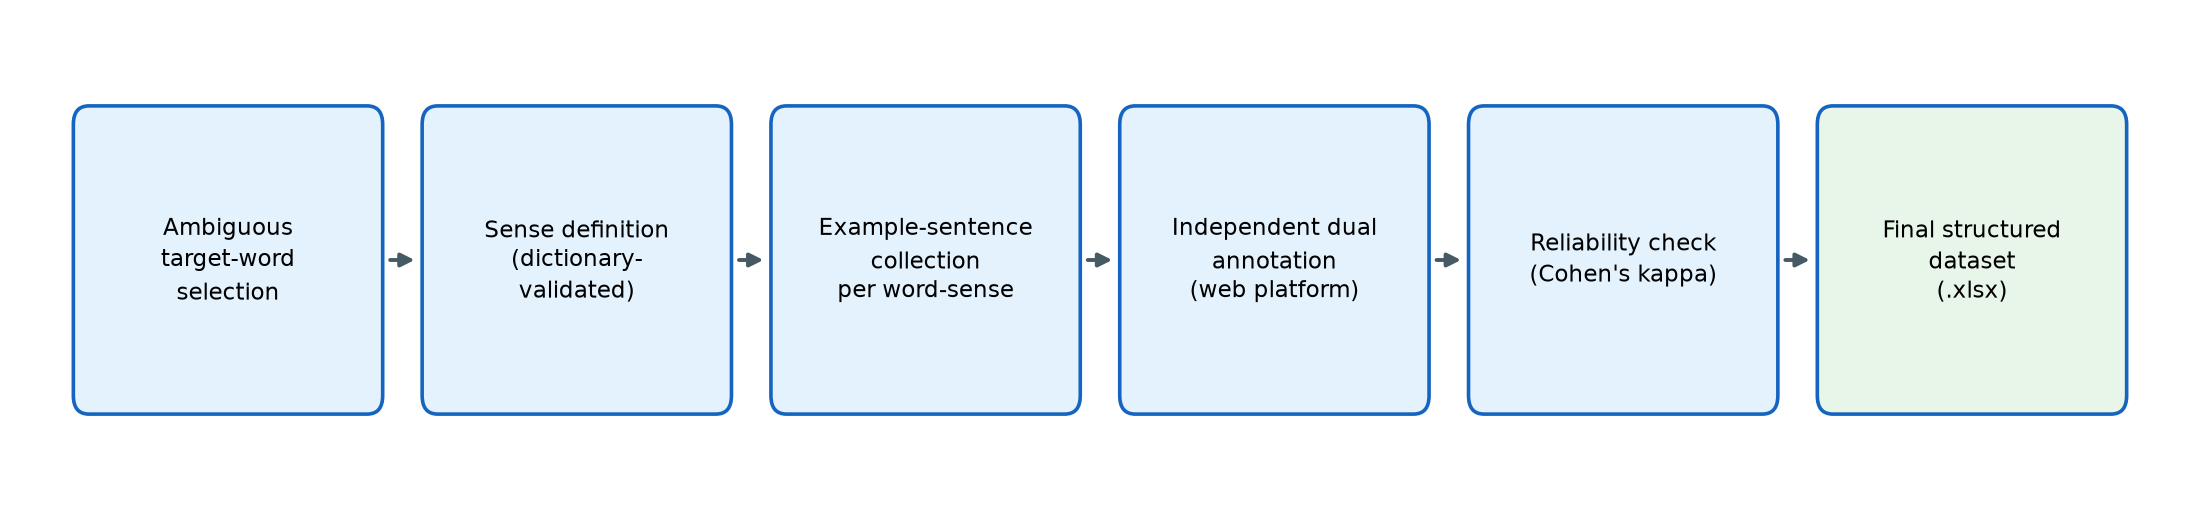 Ambiguous
target-word
selection
Sense definition
(dictionary-
validated)
Example-sentence
collection
per word-sense
Independent dual
annotation
(web platform)
Reliability check
(Cohen's kappa)
Final structured
dataset
(.xlsx)